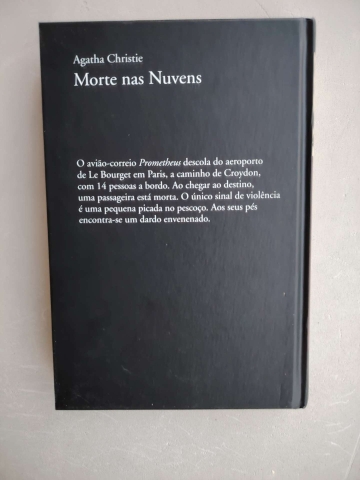 Agatha Christie
Morte nas Nuvens
O avião-correio Prometheus descola do aeroporto
de Le Bourget em Paris, a caminho de Croydon,
com 14 pessoas a bordo. Ao chegar ao destino,
uma passageira está morta. O único sinal de violência
é uma pequena picada no pescoço. Aos seus pés
encontra-se um dardo envenenado.